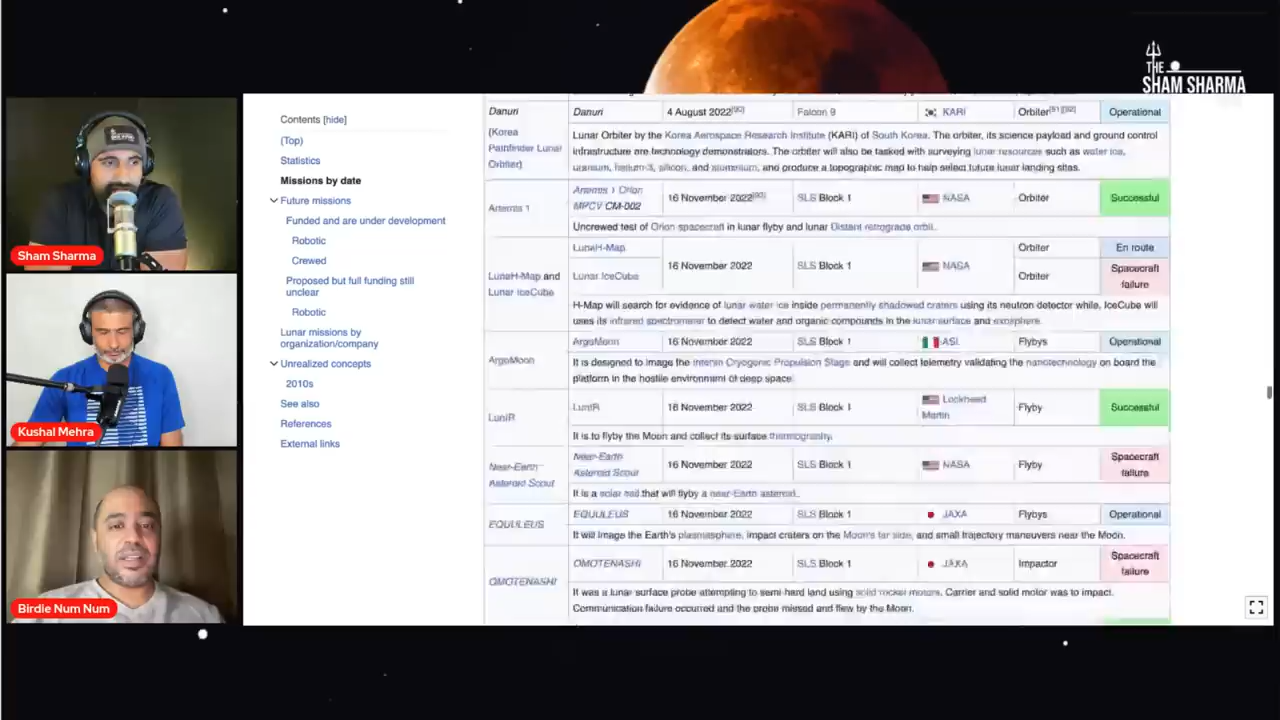 THE
SHAM SHARMA
Sham Sharma
Kushal Mehra
Birdie Num Num
Contents [hide]
(Top)
Statistics
Missions by date
Future missions
Funded and are under development
Robotic
Crewed
Proposed but full funding still
unclear
Robotic
Lunar missions by
organization/company
Unrealized concepts
2010s
See also
References
External links
Danuri
(Korea
Pathfinder Lunar
Orbiter)
Danuri
4 August 2022[90]
Falcon 9
KARI
Orbiter[91][92]
Operational
Lunar Orbiter by the Korea Aerospace Research Institute (KARI) of South Korea. The orbiter, its science payload and ground control
infrastructure are technology demonstrators. The orbiter will also be tasked with surveying lunar resources such as water ice,
uranium, helium-3, silicon, and aluminium, and produce a topographic map to help select future lunar landing sites.
Artemis 1
Artemis 1 Orion
MPCV CM-002
16 November 2022[93]
SLS Block 1
NASA
Orbiter
Successful
Uncrewed test of Orion spacecraft in lunar flyby and lunar Distant retrograde orbit.
LunaH-Map and
Lunar IceCube
LunaH-Map
Lunar IceCube
16 November 2022
SLS Block 1
NASA
Orbiter
En route
Orbiter
Spacecraft
failure
H-Map will search for evidence of lunar water ice inside permanently shadowed craters using its neutron detector while, IceCube will
uses its infrared spectrometer to detect water and organic compounds in the lunar surface and exosphere.
ArgoMoon
ArgoMoon
16 November 2022
SLS Block 1
ASI
Flybys
Operational
It is designed to image the Interim Cryogenic Propulsion Stage and will collect telemetry validating the nanotechnology on board the
platform in the hostile environment of deep space.
LunIR
LunIR
16 November 2022
SLS Block 1
Lockheed
Martin
Flyby
Successful
It is to flyby the Moon and collect its surface thermography.
Near-Earth
Asteroid Scout
Near-Earth
Asteroid Scout
16 November 2022
SLS Block 1
NASA
Flyby
Spacecraft
failure
It is a solar sail that will flyby a near-Earth asteroid.
EQUULEUS
EQUULEUS
16 November 2022
SLS Block 1
JAXA
Flybys
Operational
It will image the Earth's plasmasphere, impact craters on the Moon's far side, and small trajectory maneuvers near the Moon.
OMOTENASHI
OMOTENASHI
16 November 2022
SLS Block 1
JAXA
Impactor
Spacecraft
failure
It was a lunar surface probe attempting to semi-hard land using solid rocket motors. Carrier and solid motor was to impact.
Communication failure occurred and the probe missed and flew by the Moon.